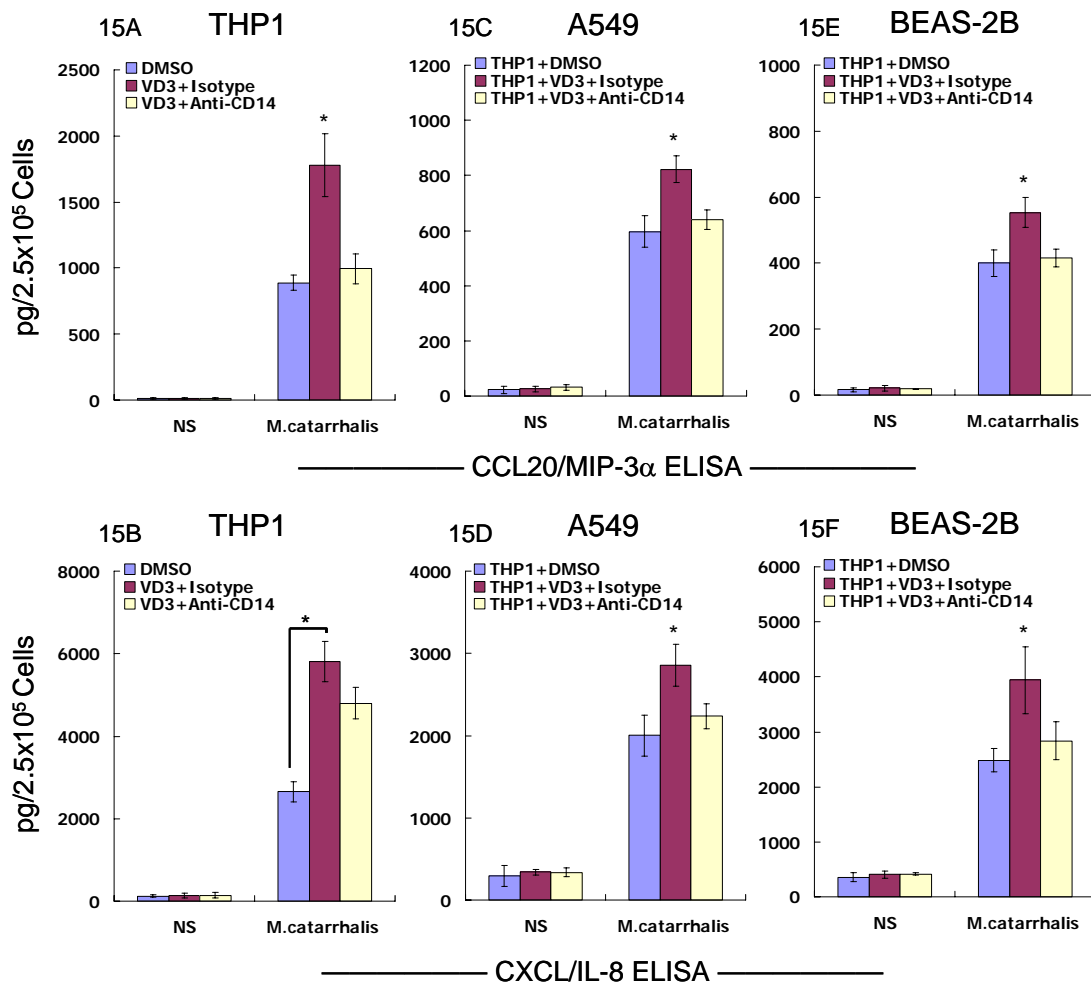 15A THP1
DMSO
VD3+Isotype
VD3+Anti-CD14
2500
2000
1500
1000
500
0
pg/2.5x10⁵ Cells
*
NS M.catarrhalis
15C A549
THP1+DMSO
THP1+VD3+Isotype
THP1+VD3+Anti-CD14
1200
1000
800
600
400
200
0
*
NS M.catarrhalis
15E BEAS-2B
THP1+DMSO
THP1+VD3+Isotype
THP1+VD3+Anti-CD14
1000
800
600
400
200
0
*
NS M.catarrhalis
CCL20/MIP-3α ELISA
15B THP1
DMSO
VD3+Isotype
VD3+Anti-CD14
8000
6000
4000
2000
0
pg/2.5x10⁵ Cells
*
NS M.catarrhalis
15D A549
THP1+DMSO
THP1+VD3+Isotype
THP1+VD3+Anti-CD14
4000
3000
2000
1000
0
*
NS M.catarrhalis
15F BEAS-2B
THP1+DMSO
THP1+VD3+Isotype
THP1+VD3+Anti-CD14
6000
5000
4000
3000
2000
1000
0
*
NS M.catarrhalis
CXCL/IL-8 ELISA